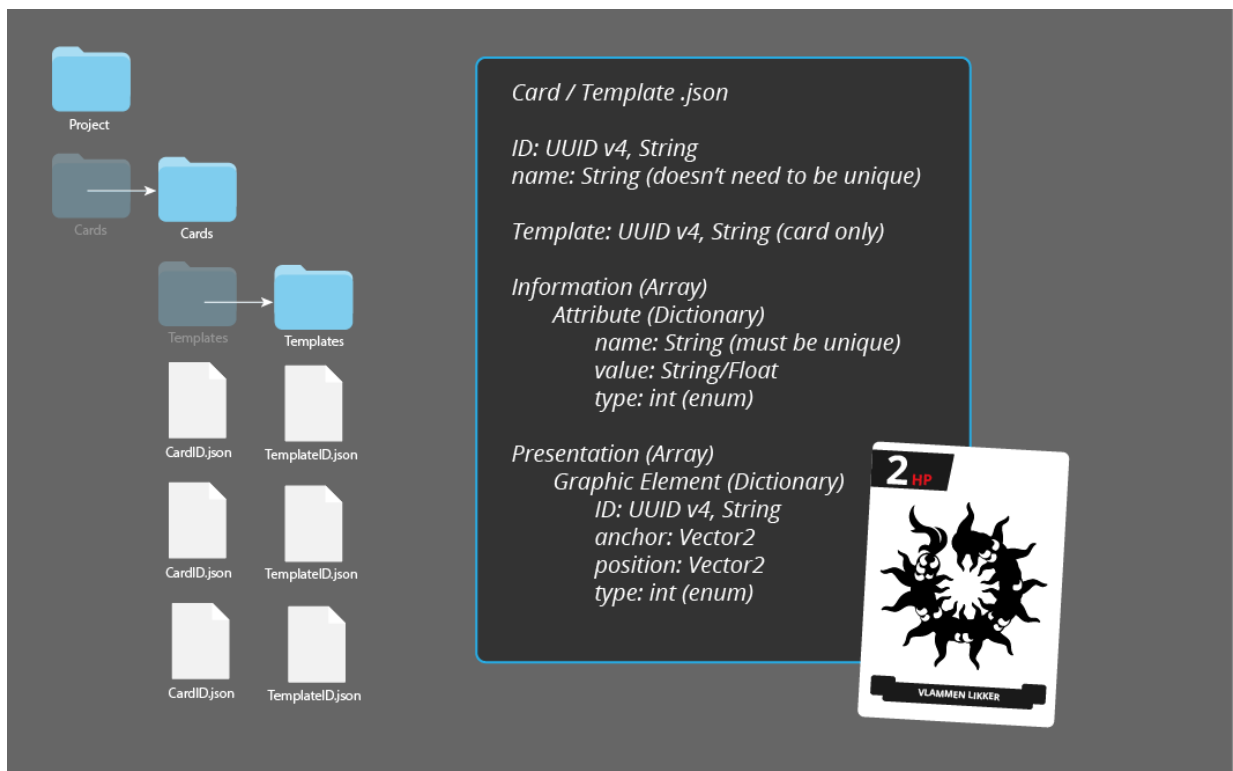 Project
Cards
Cards
Templates
Templates
CardID.json
TemplateID.json
CardID.json
TemplateID.json
CardID.json
TemplateID.json
Card / Template .json
ID: UUID v4, String
name: String (doesn't need to be unique)
Template: UUID v4, String (card only)
Information (Array)
Attribute (Dictionary)
name: String (must be unique)
value: String/Float
type: int (enum)
Presentation (Array)
Graphic Element (Dictionary)
ID: UUID v4, String
anchor: Vector2
position: Vector2
type: int (enum)
2 HP
VLAMMEN LIKKER